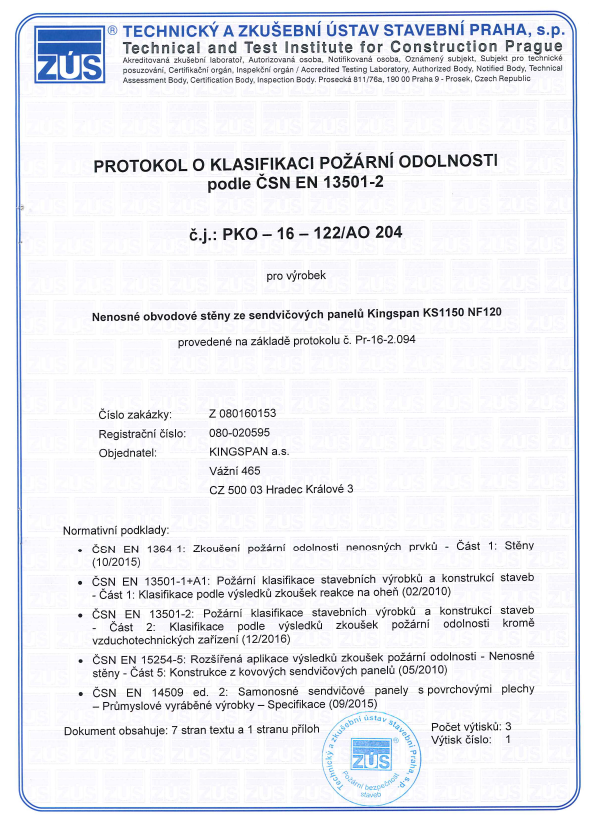 TECHNICKÝ A ZKUŠEBNÍ ÚSTAV STAVEBNÍ PRAHA, s.p.
Technical and Test Institute for Construction Prague
Akreditovaná zkušební laboratoř, Autorizovaná osoba, Notifikovaná osoba, Oznámený subjekt, Subjekt pro technické
posuzování, Certifikační orgán, Inspekční orgán / Accredited Testing Laboratory, Authorized Body, Notified Body, Technical
Assessment Body, Certification Body, Inspection Body. Prosecká 811/76a, 190 00 Praha 9 - Prosek, Czech Republic
®
ZÚS
PROTOKOL O KLASIFIKACI POŽÁRNÍ ODOLNOSTI
podle ČSN EN 13501-2
č.j.: PKO – 16 – 122/AO 204
pro výrobek
Nenosné obvodové stěny ze sendvičových panelů Kingspan KS1150 NF120
provedené na základě protokolu č. Pr-16-2.094
Číslo zakázky: Z 080160153
Registrační číslo: 080-020595
Objednatel: KINGSPAN a.s.
Vážní 465
CZ 500 03 Hradec Králové 3
Normativní podklady:
• ČSN EN 1364 1: Zkoušení požární odolnosti nenosných prvků - Část 1: Stěny
(10/2015)
• ČSN EN 13501-1+A1: Požární klasifikace stavebních výrobků a konstrukcí staveb
- Část 1: Klasifikace podle výsledků zkoušek reakce na oheň (02/2010)
• ČSN EN 13501-2: Požární klasifikace stavebních výrobků a konstrukcí staveb
- Část 2: Klasifikace podle výsledků zkoušek požární odolnosti kromě
vzduchotechnických zařízení (12/2016)
• ČSN EN 15254-5: Rozšířená aplikace výsledků zkoušek požární odolnosti - Nenosné
stěny - Část 5: Konstrukce z kovových sendvičových panelů (05/2010)
• ČSN EN 14509 ed. 2: Samonosné sendvičové panely s povrchovými plechy
– Průmyslové vyráběné výrobky – Specifikace (09/2015)
Dokument obsahuje: 7 stran textu a 1 stranu příloh
Počet výtisků: 3
Výtisk číslo: 1
Technický a zkušební ústav stavební Praha, s.p.
ZÚS
Požární bezpečnost
staveb